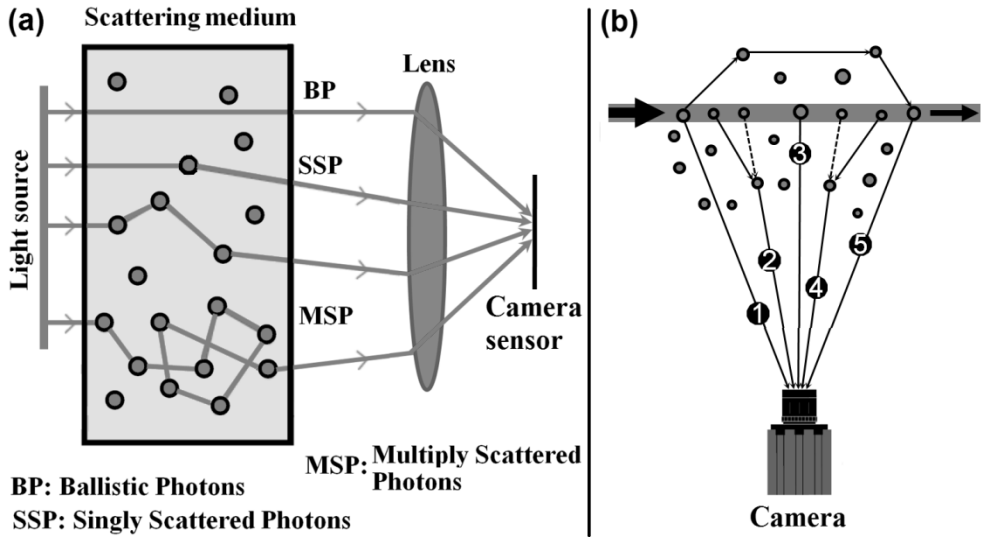 (a)
Scattering medium
Lens
BP
SSP
MSP
Light source
Camera
sensor
MSP: Multiply Scattered
Photons
BP: Ballistic Photons
SSP: Singly Scattered Photons
(b)
3
2
4
5
1
Camera